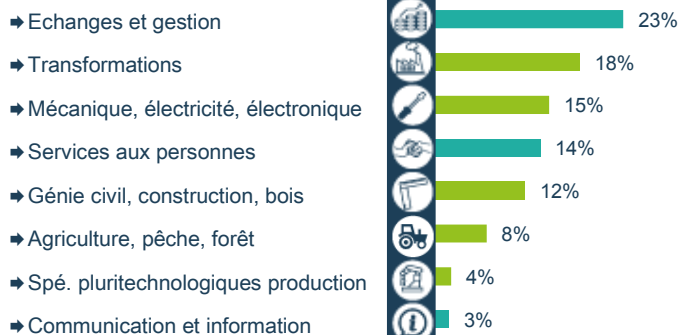 ➡ Echanges et gestion 23%
➡ Transformations 18%
➡ Mécanique, électricité, électronique 15%
➡ Services aux personnes 14%
➡ Génie civil, construction, bois 12%
➡ Agriculture, pêche, forêt 8%
➡ Spé. pluritechnologiques production 4%
➡ Communication et information 3%